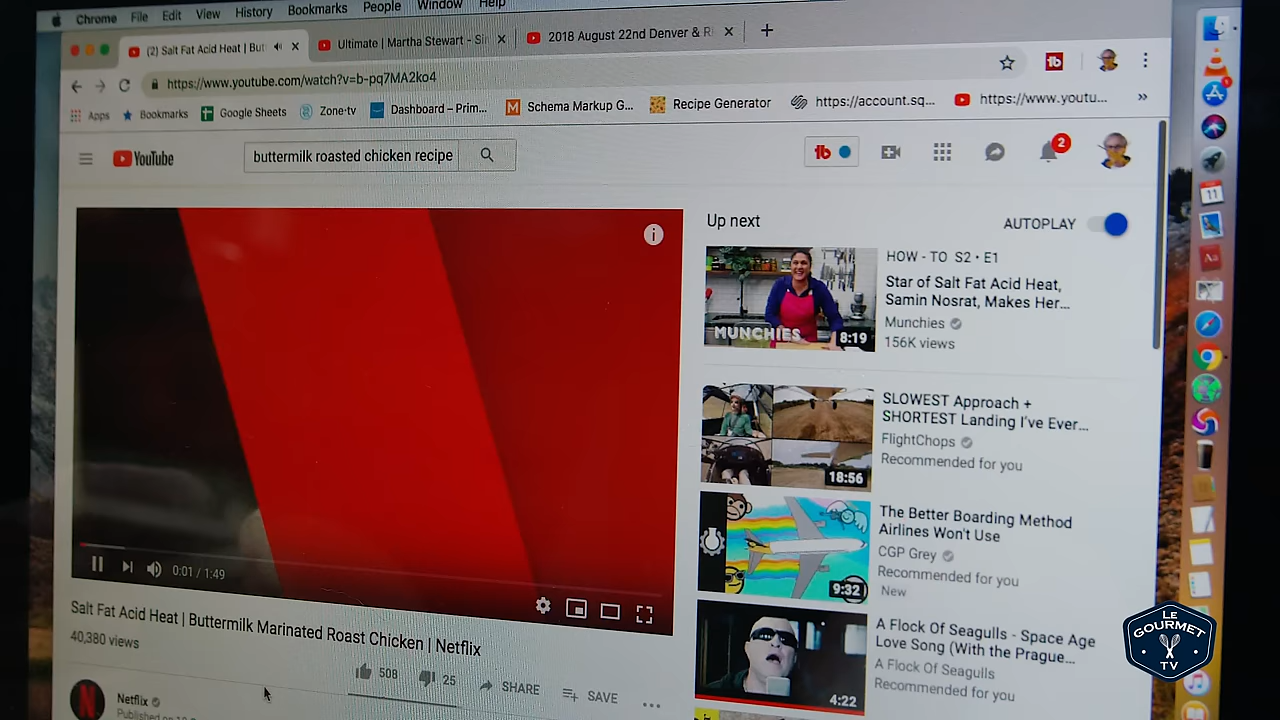 Chrome File Edit View History Bookmarks People Window Help
(2) Salt Fat Acid Heat | But
Ultimate | Martha Stewart - Sin
2018 August 22nd Denver & R
https://www.youtube.com/watch?v=b-pq7MA2ko4
Apps Bookmarks Google Sheets Zone-tv Dashboard – Prim... Schema Markup G... Recipe Generator https://account.sq... https://www.youtu... »
YouTube
buttermilk roasted chicken recipe
tb
2
Up next
AUTOPLAY
HOW - TO S2 • E1
Star of Salt Fat Acid Heat,
Samin Nosrat, Makes Her...
Munchies
156K views
MUNCHIES
8:19
SLOWEST Approach +
SHORTEST Landing I've Ever...
FlightChops
Recommended for you
18:56
The Better Boarding Method
Airlines Won't Use
CGP Grey
Recommended for you
New
9:32
A Flock Of Seagulls - Space Age
Love Song (With the Prague...
A Flock Of Seagulls
Recommended for you
4:22
0:01 / 1:49
Salt Fat Acid Heat | Buttermilk Marinated Roast Chicken | Netflix
40,380 views
508 25 SHARE SAVE ...
N
Netflix
11
Aa
LE
GOURMET
TV